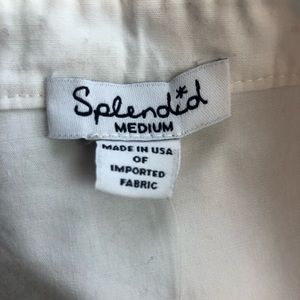 Splendid
MEDIUM
MADE IN USA
OF
IMPORTED
FABRIC